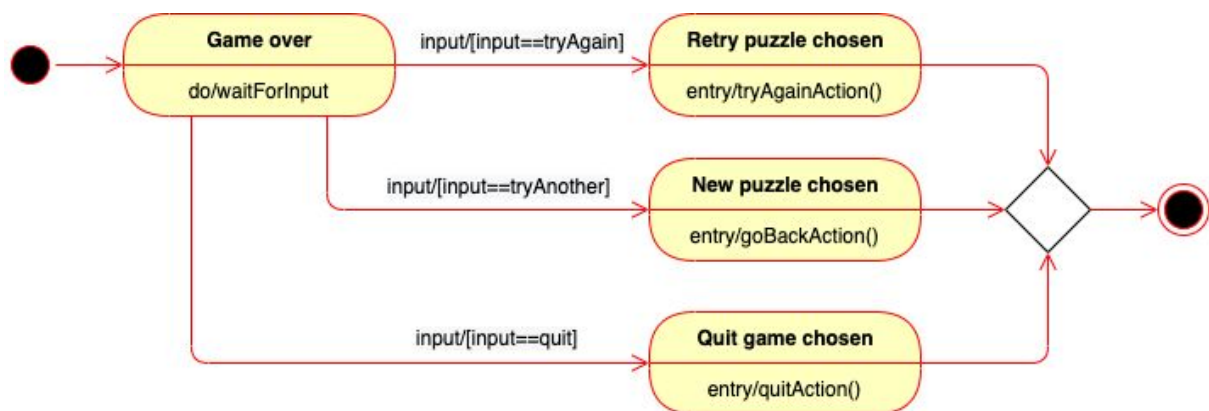 Game over
do/waitForInput
input/[input==tryAgain]
Retry puzzle chosen
entry/tryAgainAction()
input/[input==tryAnother]
New puzzle chosen
entry/goBackAction()
input/[input==quit]
Quit game chosen
entry/quitAction()